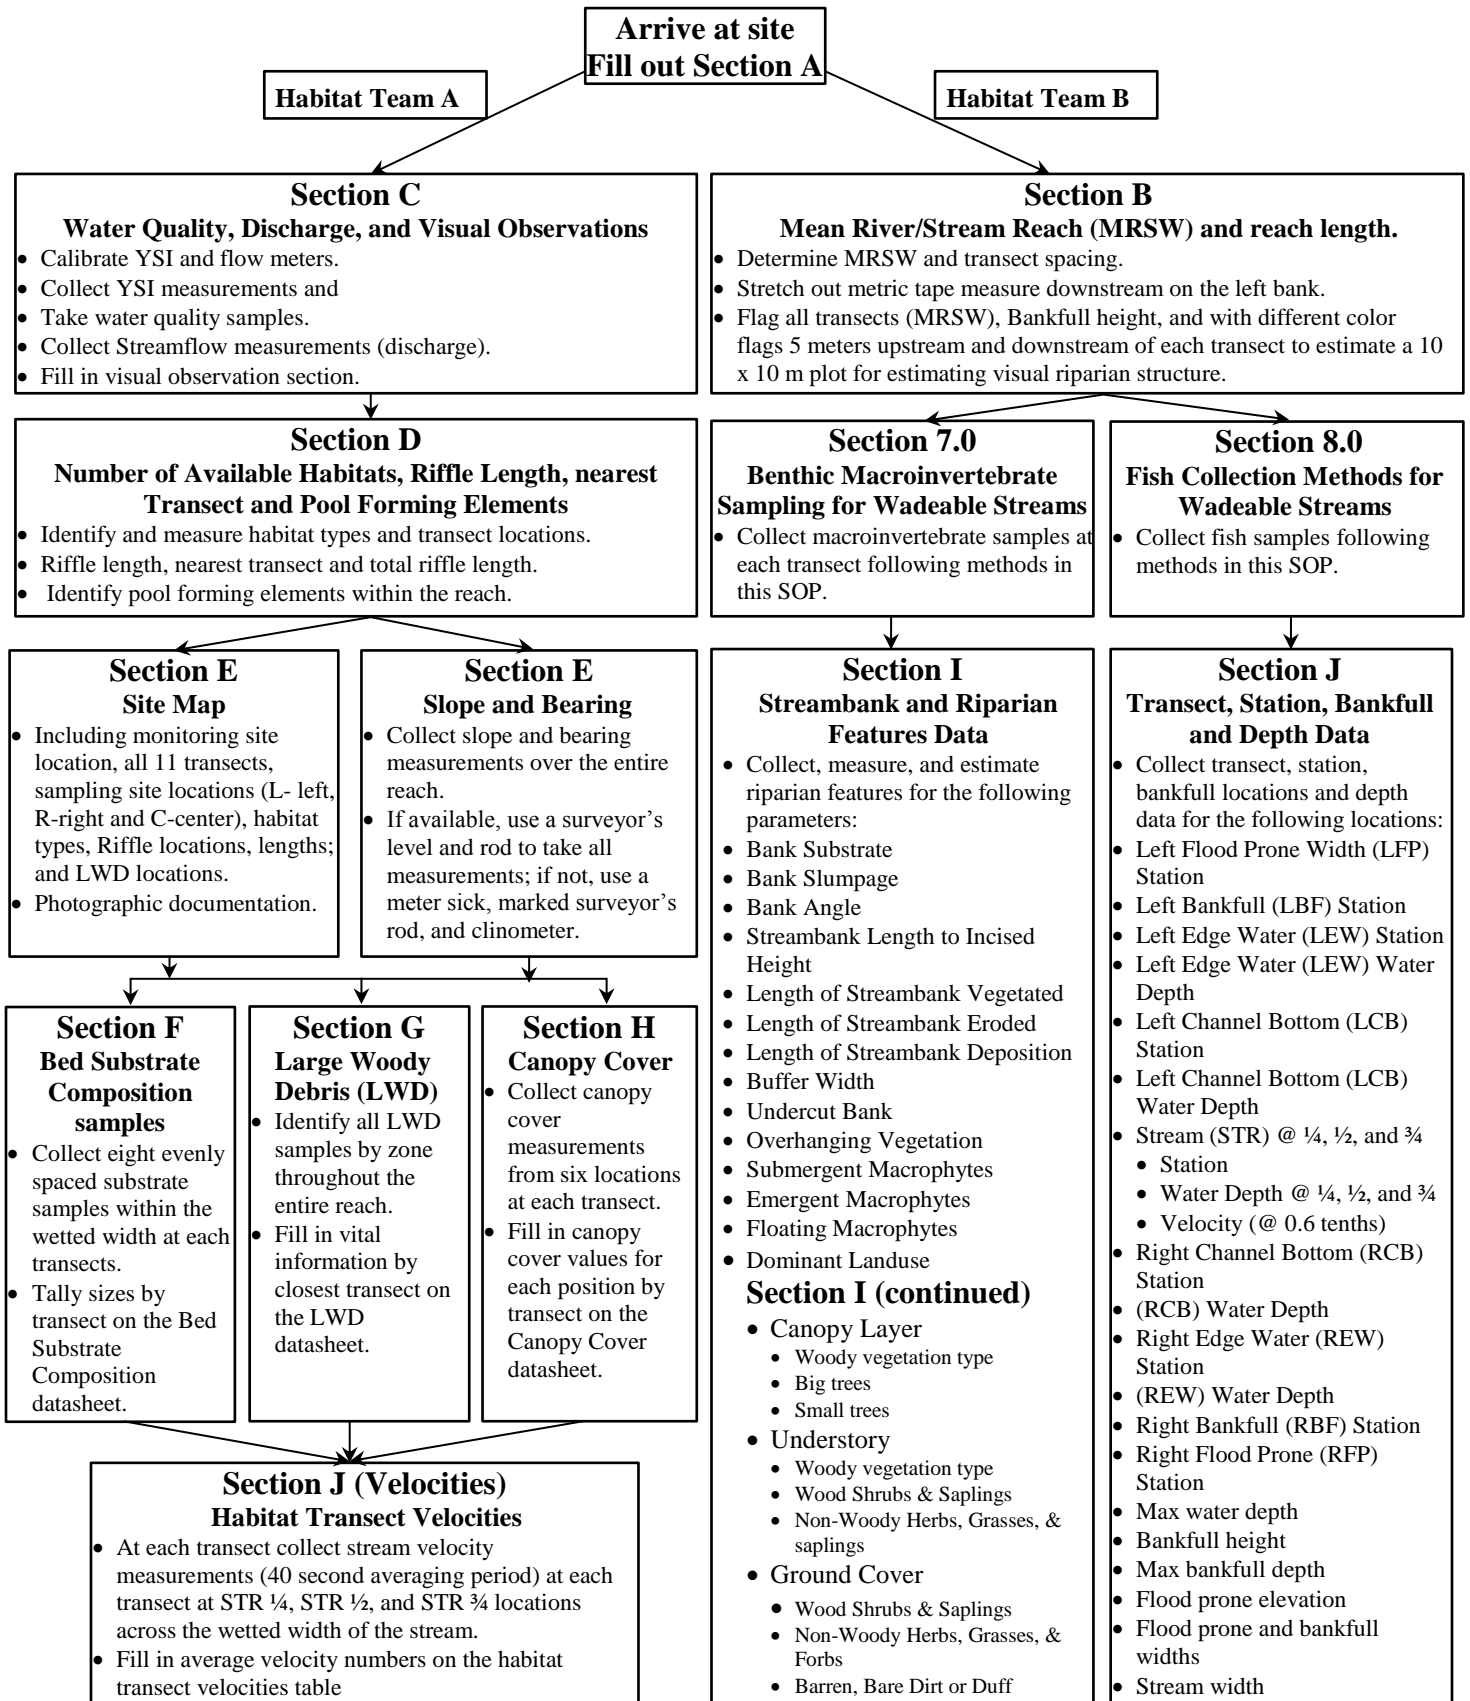 Arrive at site
Fill out Section A
Habitat Team A
Habitat Team B
Section C
Water Quality, Discharge, and Visual Observations
• Calibrate YSI and flow meters.
• Collect YSI measurements and
• Take water quality samples.
• Collect Streamflow measurements (discharge).
• Fill in visual observation section.
Section B
Mean River/Stream Reach (MRSW) and reach length.
• Determine MRSW and transect spacing.
• Stretch out metric tape measure downstream on the left bank.
• Flag all transects (MRSW), Bankfull height, and with different color
flags 5 meters upstream and downstream of each transect to estimate a 10
x 10 m plot for estimating visual riparian structure.
Section D
Number of Available Habitats, Riffle Length, nearest
Transect and Pool Forming Elements
• Identify and measure habitat types and transect locations.
• Riffle length, nearest transect and total riffle length.
• Identify pool forming elements within the reach.
Section 7.0
Benthic Macroinvertebrate
Sampling for Wadeable Streams
• Collect macroinvertebrate samples at
each transect following methods in
this SOP.
Section 8.0
Fish Collection Methods for
Wadeable Streams
• Collect fish samples following
methods in this SOP.
Section E
Site Map
• Including monitoring site
location, all 11 transects,
sampling site locations (L- left,
R-right and C-center), habitat
types, Riffle locations, lengths;
and LWD locations.
• Photographic documentation.
Section E
Slope and Bearing
• Collect slope and bearing
measurements over the entire
reach.
• If available, use a surveyor's
level and rod to take all
measurements; if not, use a
meter sick, marked surveyor's
rod, and clinometer.
Section F
Bed Substrate
Composition
samples
• Collect eight evenly
spaced substrate
samples within the
wetted width at each
transects.
• Tally sizes by
transect on the Bed
Substrate
Composition
datasheet.
Section G
Large Woody
Debris (LWD)
• Identify all LWD
samples by zone
throughout the
entire reach.
• Fill in vital
information by
closest transect on
the LWD
datasheet.
Section H
Canopy Cover
• Collect canopy
cover
measurements
from six locations
at each transect.
• Fill in canopy
cover values for
each position by
transect on the
Canopy Cover
datasheet.
Section J (Velocities)
Habitat Transect Velocities
• At each transect collect stream velocity
measurements (40 second averaging period) at each
transect at STR ¼, STR ½, and STR ¾ locations
across the wetted width of the stream.
• Fill in average velocity numbers on the habitat
transect velocities table
Section I
Streambank and Riparian
Features Data
• Collect, measure, and estimate
riparian features for the following
parameters:
• Bank Substrate
• Bank Slumpage
• Bank Angle
• Streambank Length to Incised
Height
• Length of Streambank Vegetated
• Length of Streambank Eroded
• Length of Streambank Deposition
• Buffer Width
• Undercut Bank
• Overhanging Vegetation
• Submergent Macrophytes
• Emergent Macrophytes
• Floating Macrophytes
• Dominant Landuse
Section I (continued)
• Canopy Layer
• Woody vegetation type
• Big trees
• Small trees
• Understory
• Woody vegetation type
• Wood Shrubs & Saplings
• Non-Woody Herbs, Grasses, &
saplings
• Ground Cover
• Wood Shrubs & Saplings
• Non-Woody Herbs, Grasses, &
Forbs
• Barren, Bare Dirt or Duff
Section J
Transect, Station, Bankfull
and Depth Data
• Collect transect, station,
bankfull locations and depth
data for the following locations:
• Left Flood Prone Width (LFP)
Station
• Left Bankfull (LBF) Station
• Left Edge Water (LEW) Station
• Left Edge Water (LEW) Water
Depth
• Left Channel Bottom (LCB)
Station
• Left Channel Bottom (LCB)
Water Depth
• Stream (STR) @ ¼, ½, and ¾
• Station
• Water Depth @ ¼, ½, and ¾
• Velocity (@ 0.6 tenths)
• Right Channel Bottom (RCB)
Station
• (RCB) Water Depth
• Right Edge Water (REW)
Station
• (REW) Water Depth
• Right Bankfull (RBF) Station
• Right Flood Prone (RFP)
Station
• Max water depth
• Bankfull height
• Max bankfull depth
• Flood prone elevation
• Flood prone and bankfull
widths
• Stream width